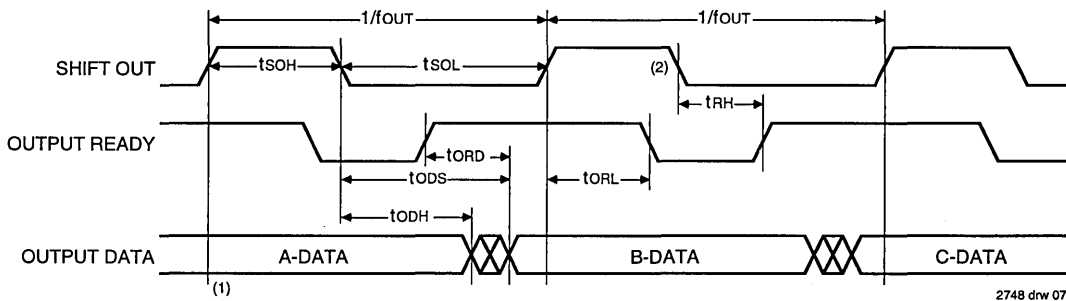 1/fOUT 1/fOUT
SHIFT OUT tSOH tSOL (2)
tRH
OUTPUT READY
tORD
tODS tORL
tODH
OUTPUT DATA A-DATA B-DATA C-DATA
(1)
2748 drw 07